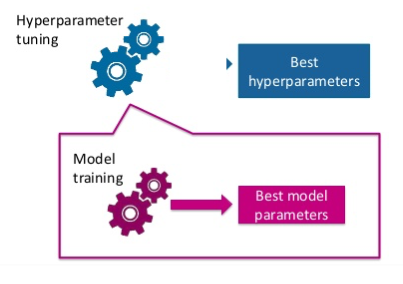 Hyperparameter
tuning
Best
hyperparameters
Model
training
Best model
parameters